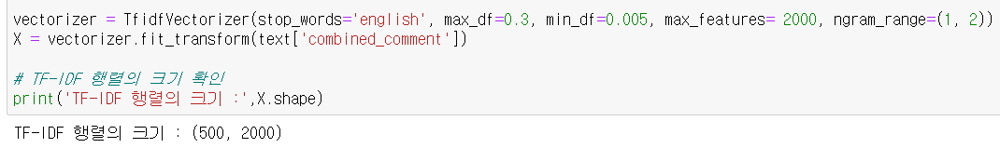 vectorizer = TfidfVectorizer(stop_words='english', max_df=0.3, min_df=0.005, max_features= 2000, ngram_range=(1, 2))
X = vectorizer.fit_transform(text['combined_comment'])
# TF-IDF 행렬의 크기 확인
print('TF-IDF 행렬의 크기 :',X.shape)
TF-IDF 행렬의 크기 : (500, 2000)